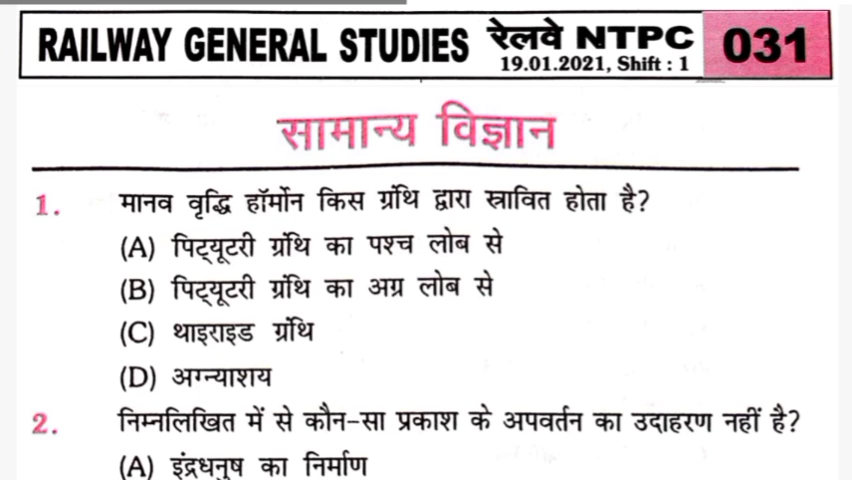 RAILWAY GENERAL STUDIES रेलवे NTPC 031
19.01.2021, Shift : 1
सामान्य विज्ञान
1. मानव वृद्धि हॉर्मोन किस ग्रंथि द्वारा स्त्रावित होता है?
(A) पिट्यूटरी ग्रंथि का पश्च लोब से
(B) पिट्यूटरी ग्रंथि का अग्र लोब से
(C) थाइराइड ग्रंथि
(D) अग्न्याशय
2. निम्नलिखित में से कौन-सा प्रकाश के अपवर्तन का उदाहरण नहीं है?
(A) इंद्रधनुष का निर्माण